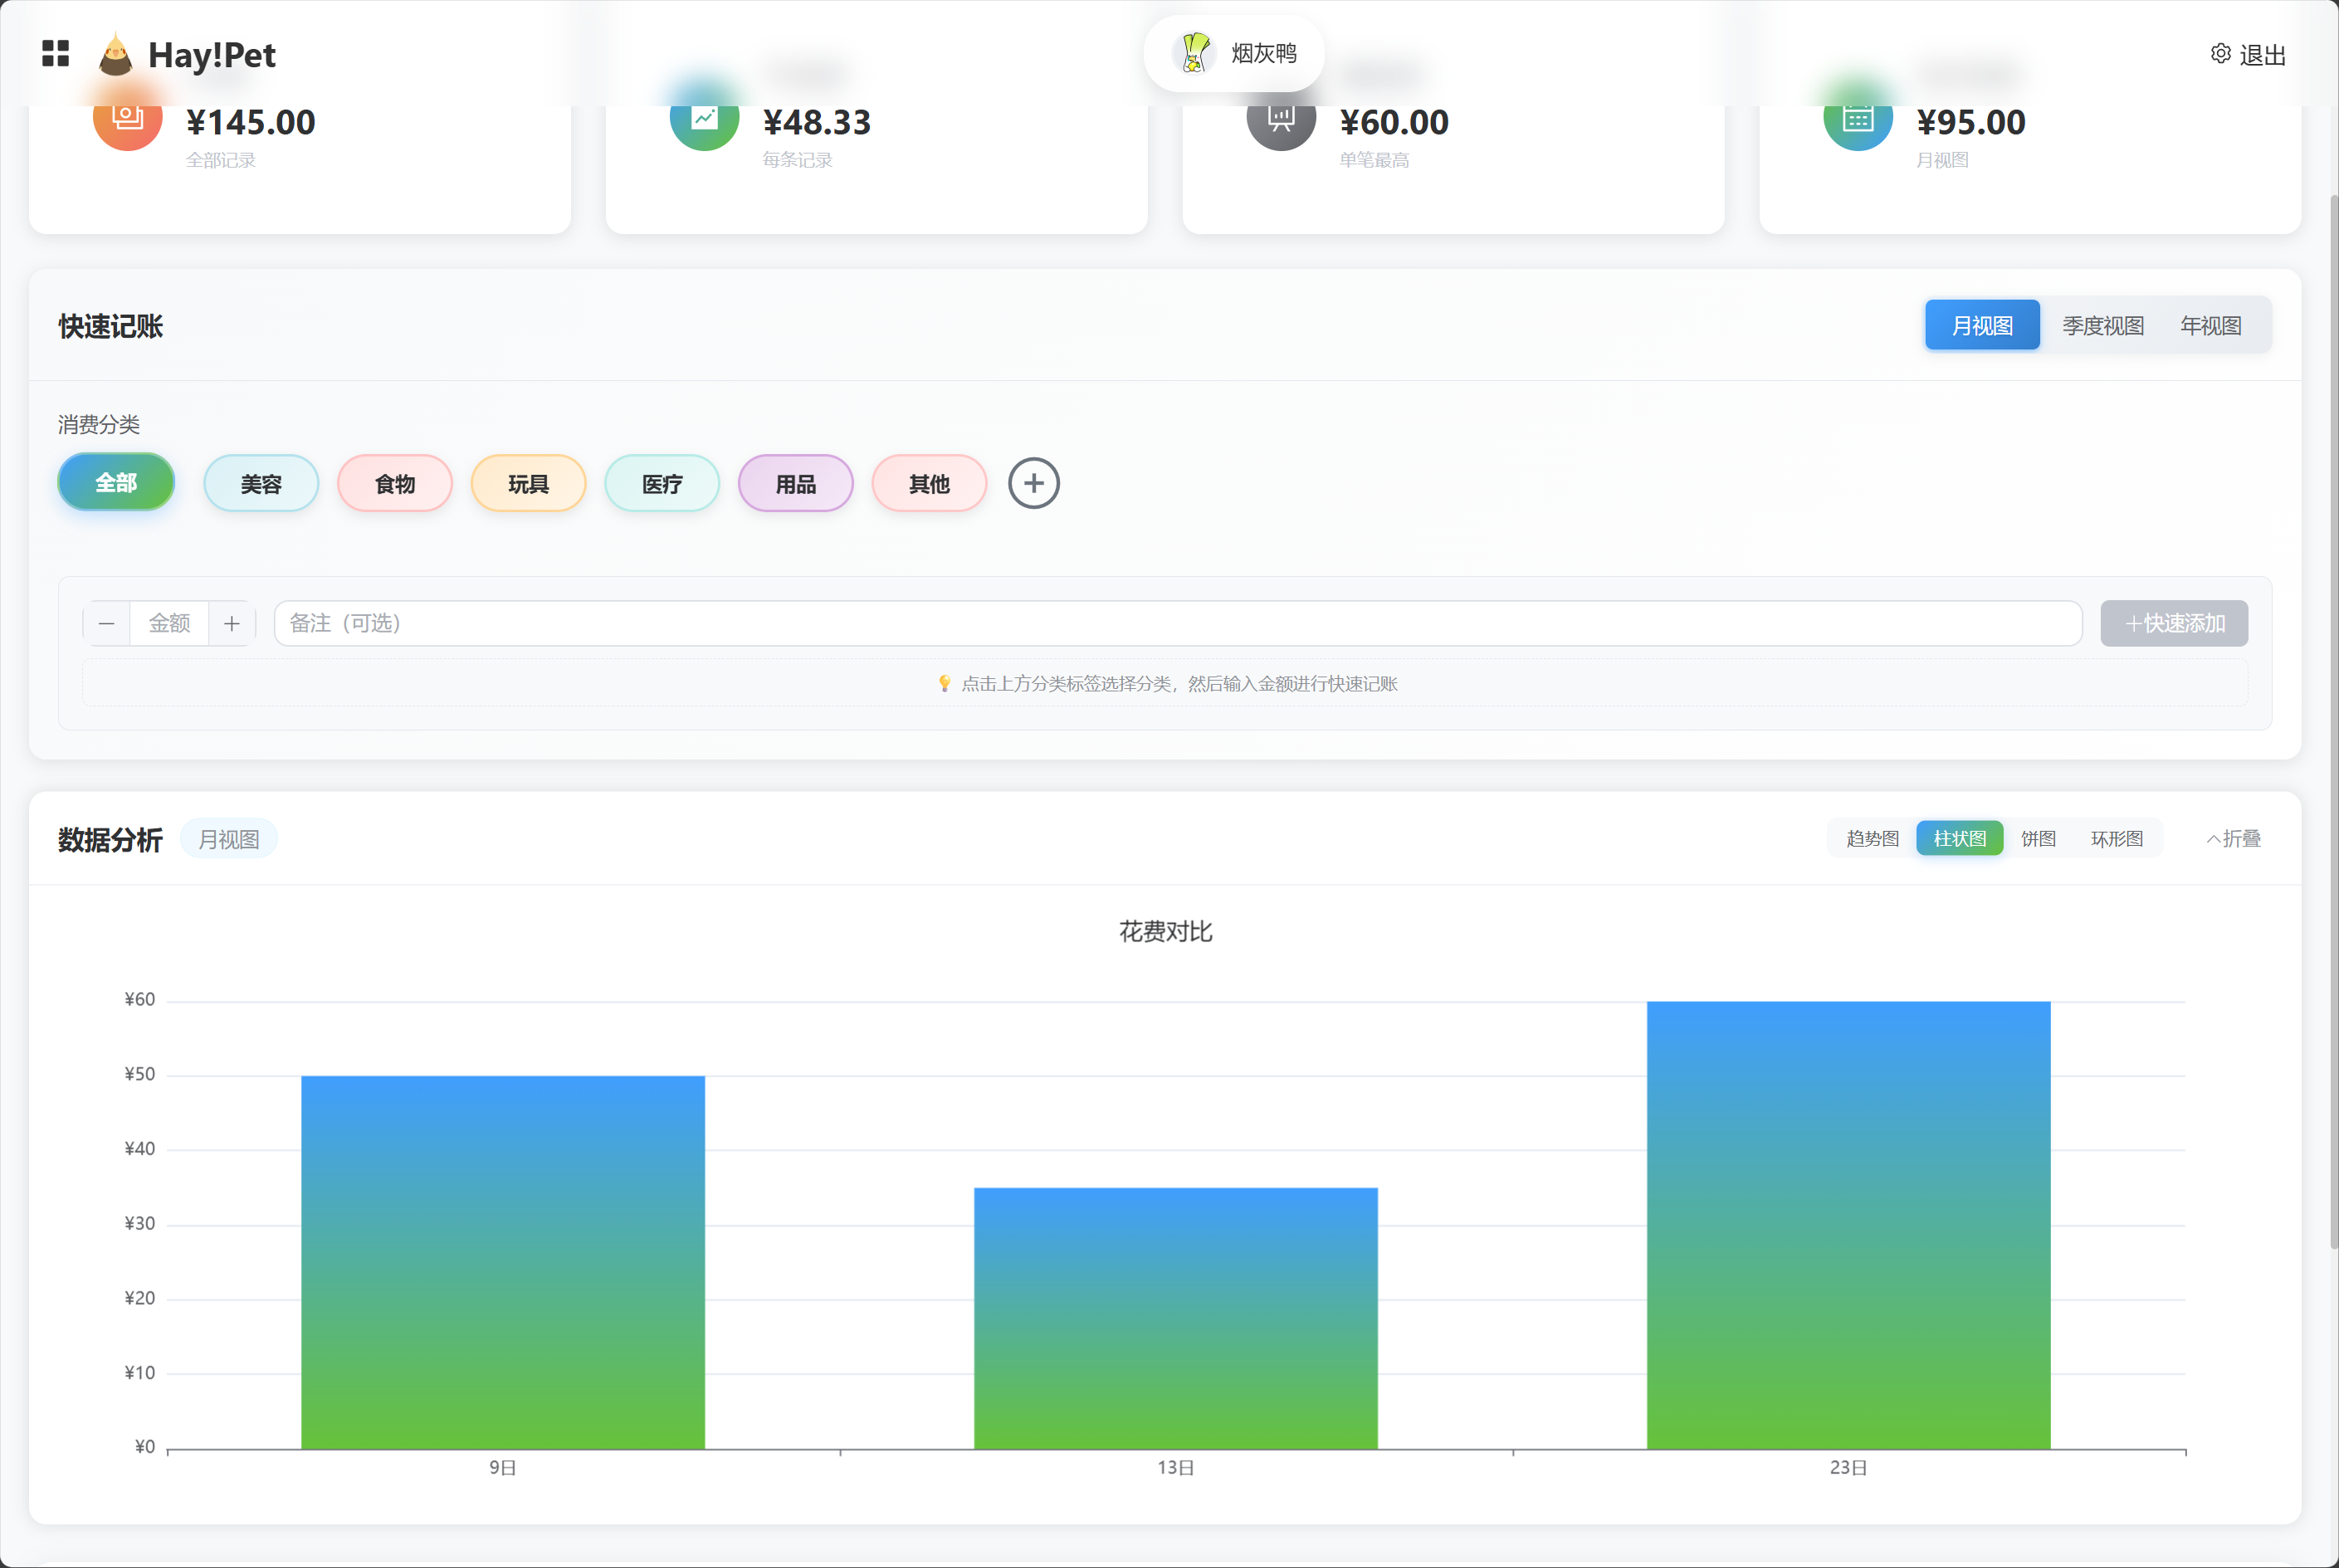 Hay!Pet
烟灰鸭
退出
¥145.00
全部记录
¥48.33
每条记录
¥60.00
单笔最高
¥95.00
月视图
快速记账
月视图
季度视图
年视图
消费分类
全部
美容
食物
玩具
医疗
用品
其他
金额
备注（可选）
快速添加
💡 点击上方分类标签选择分类，然后输入金额进行快速记账
数据分析
月视图
趋势图
柱状图
饼图
环形图
折叠
花费对比
¥60
¥50
¥40
¥30
¥20
¥10
¥0
9日
13日
23日